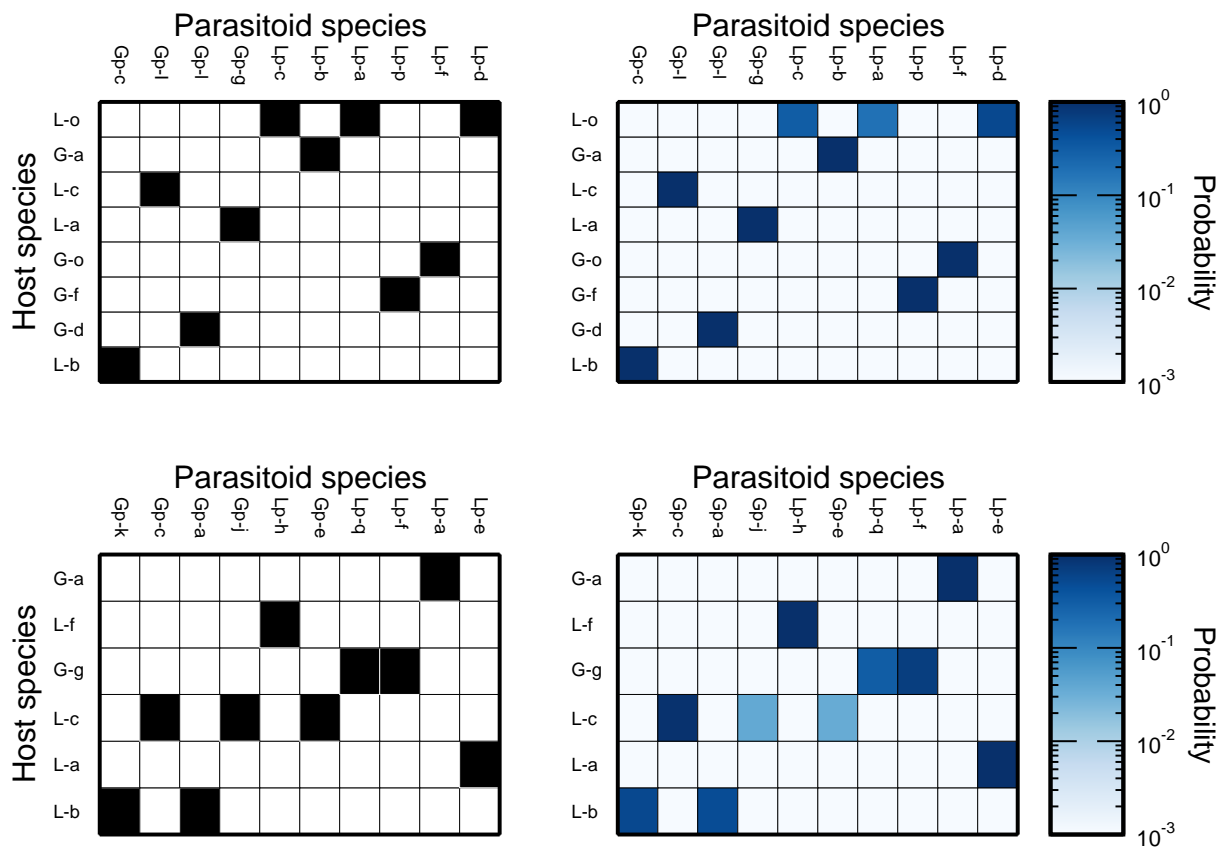 Parasitoid species
Parasitoid species
Gp-c Gp-l Gp-l Gp-g Lp-c Lp-b Lp-a Lp-p Lp-f Lp-d
Gp-c Gp-l Gp-l Gp-g Lp-c Lp-b Lp-a Lp-p Lp-f Lp-d
Host species
L-o
G-a
L-c
L-a
G-o
G-f
G-d
L-b
L-o
G-a
L-c
L-a
G-o
G-f
G-d
L-b
10^0
10^-1
10^-2
10^-3
Probability
Parasitoid species
Parasitoid species
Gp-k Gp-c Gp-a Gp-j Lp-h Gp-e Lp-q Lp-f Lp-a Lp-e
Gp-k Gp-c Gp-a Gp-j Lp-h Gp-e Lp-q Lp-f Lp-a Lp-e
Host species
G-a
L-f
G-g
L-c
L-a
L-b
G-a
L-f
G-g
L-c
L-a
L-b
10^0
10^-1
10^-2
10^-3
Probability